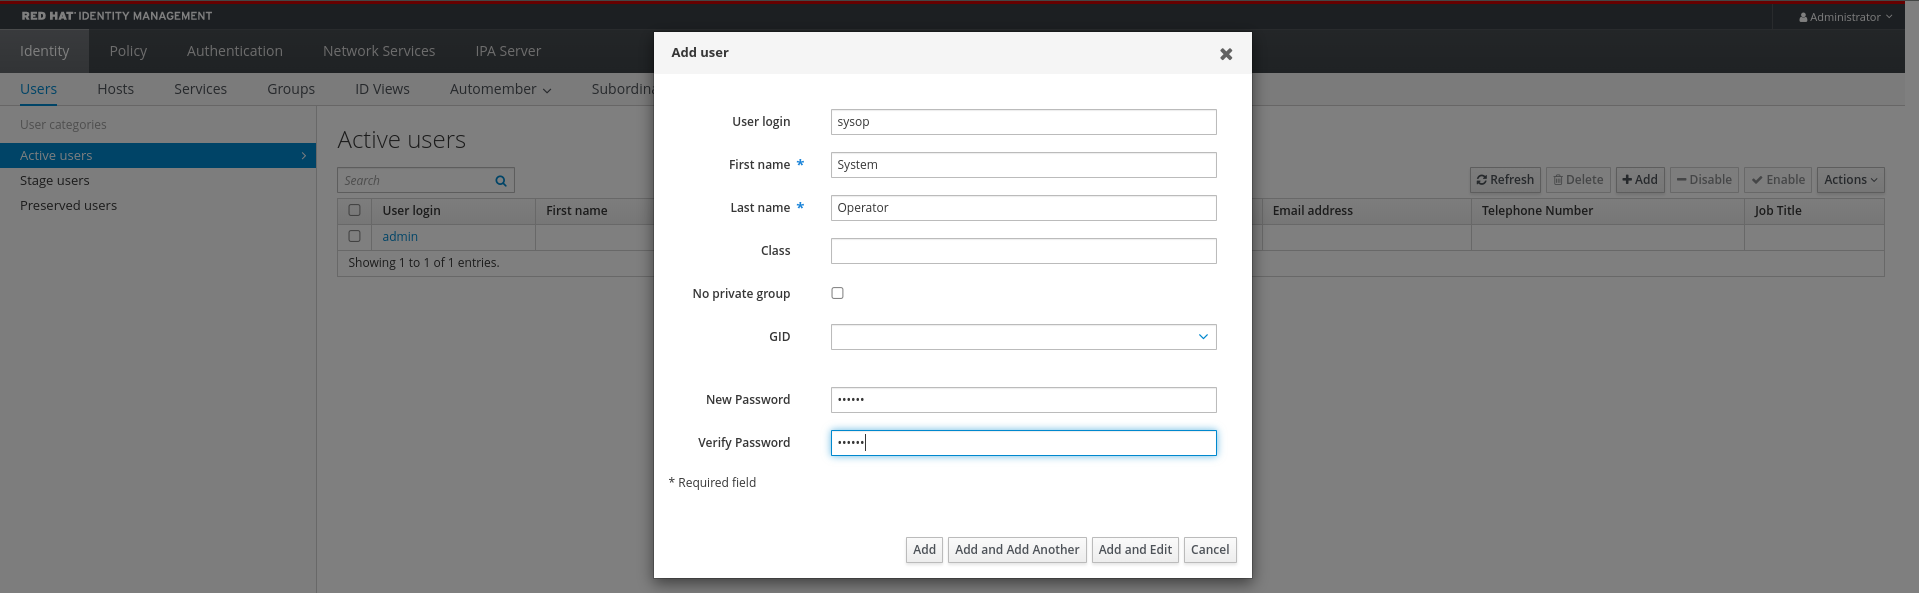 RED HAT IDENTITY MANAGEMENT
Administrator
Identity Policy Authentication Network Services IPA Server
Users Hosts Services Groups ID Views Automember Subordina
User categories
Active users
Stage users
Preserved users
Active users
Search
Refresh Delete Add Disable Enable Actions
User login First name Email address Telephone Number Job Title
admin
Showing 1 to 1 of 1 entries.
Add user
User login sysop
First name * System
Last name * Operator
Class
No private group
GID
New Password ••••••
Verify Password ••••••
* Required field
Add Add and Add Another Add and Edit Cancel